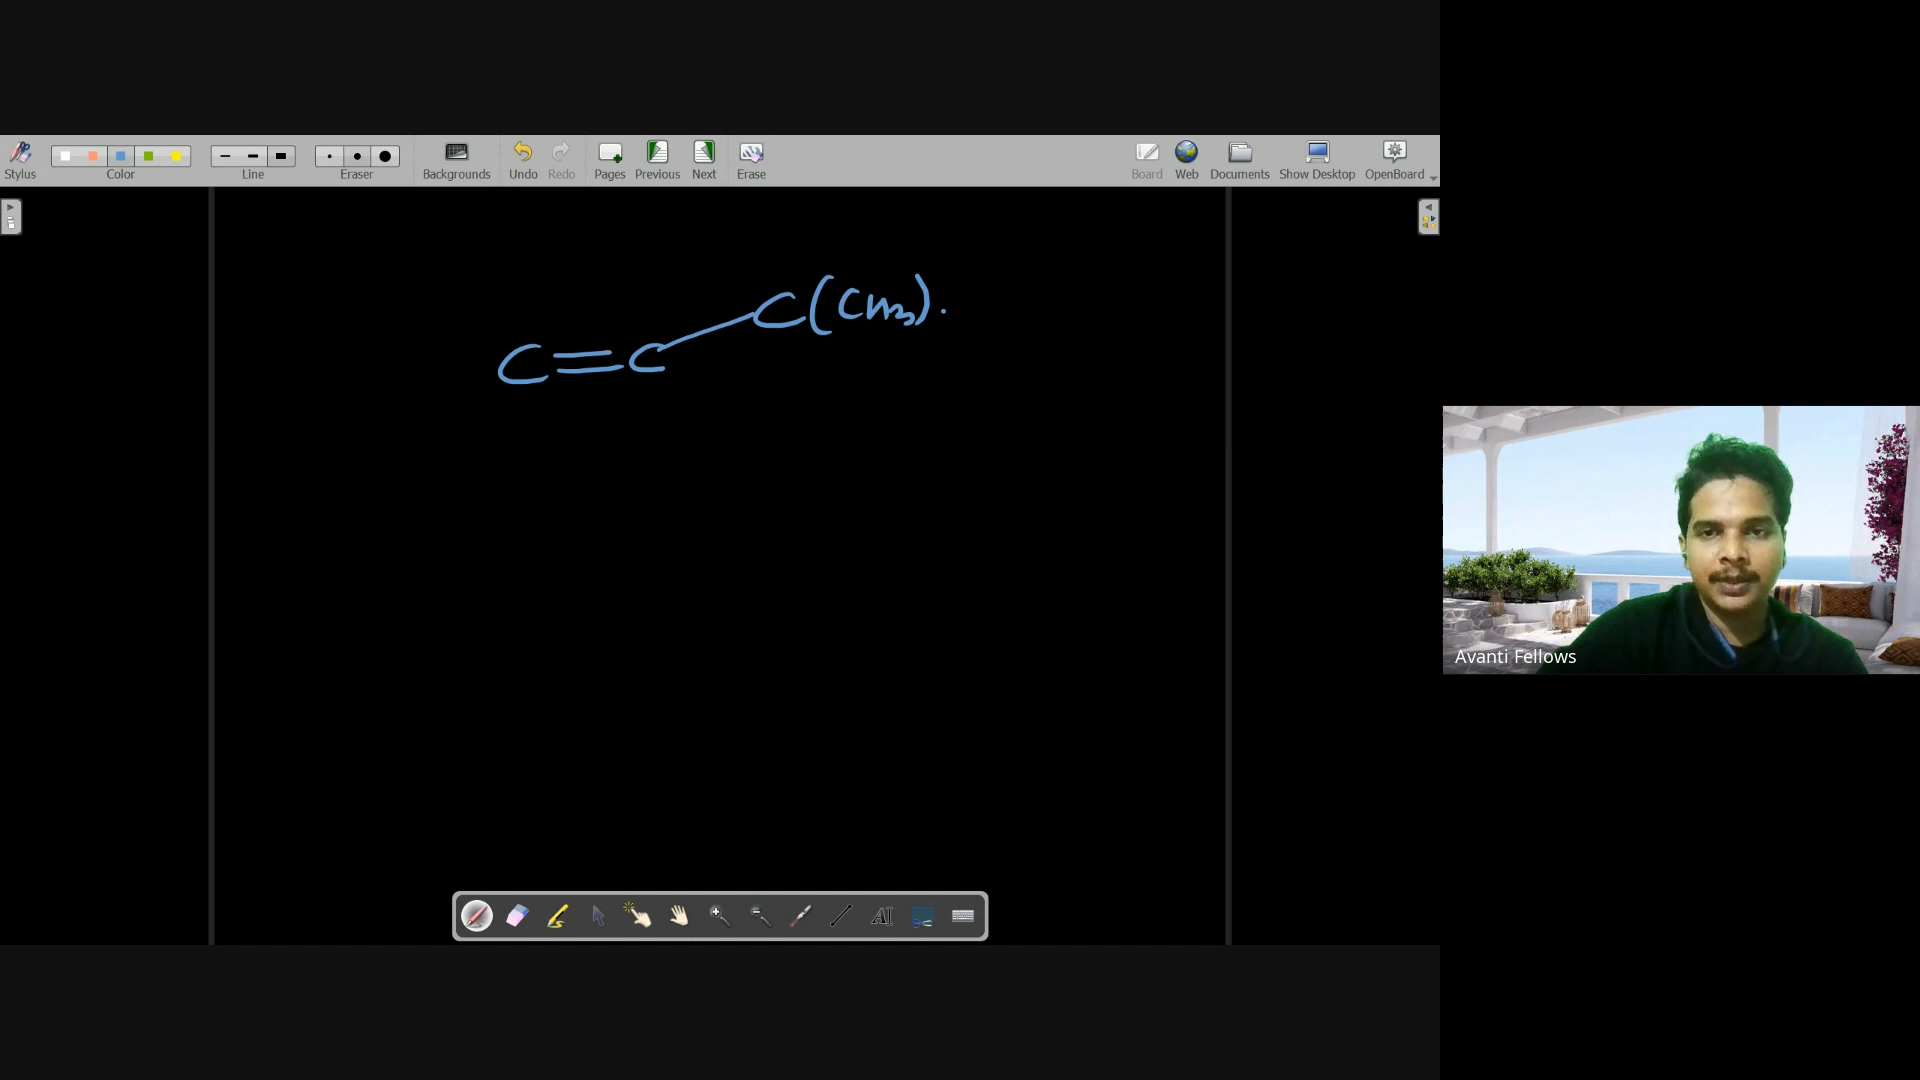 Stylus Color Line Eraser Backgrounds Undo Redo Pages Previous Next Erase Board Web Documents Show Desktop OpenBoard
C(CH3).
C=C
AI
Avanti Fellows